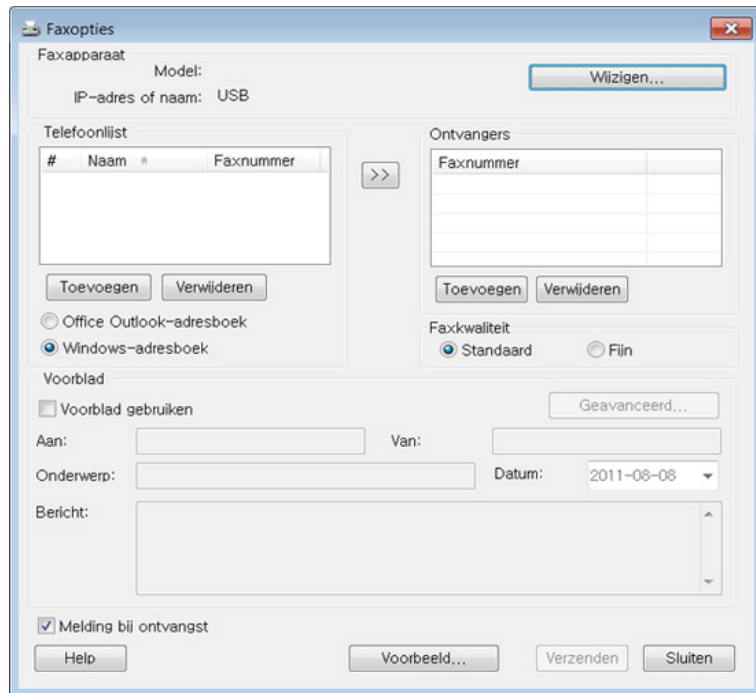 Faxopties
Faxapparaat
Model:
Wijzigen...
IP-adres of naam: USB
Telefoonlijst
# Naam Faxnummer
>>
Ontvangers
Faxnummer
Toevoegen Verwijderen
Toevoegen Verwijderen
Office Outlook-adresboek
Windows-adresboek
Faxkwaliteit
Standaard Fijn
Voorblad
Voorblad gebruiken
Geavanceerd...
Aan: Van:
Onderwerp: Datum: 2011-08-08
Bericht:
Melding bij ontvangst
Help Voorbeeld... Verzenden Sluiten